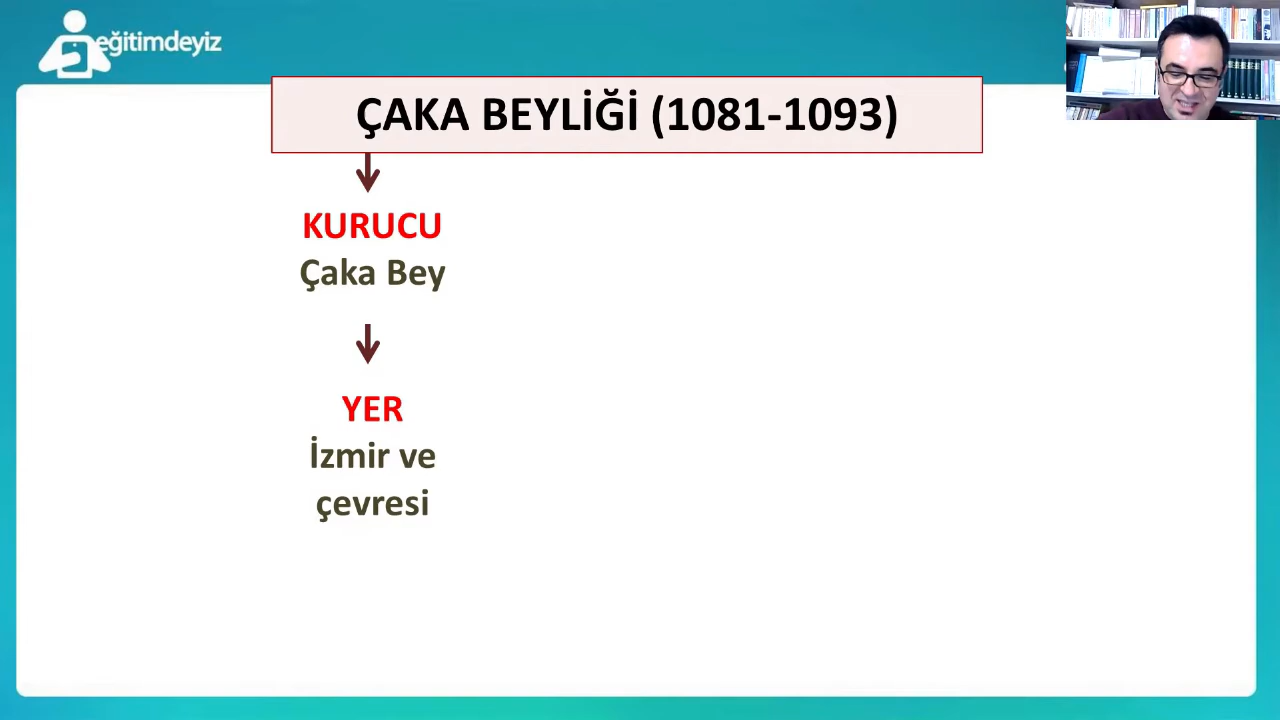 eğitimdeyiz
ÇAKA BEYLİĞİ (1081-1093)
KURUCU
Çaka Bey
YER
İzmir ve
çevresi